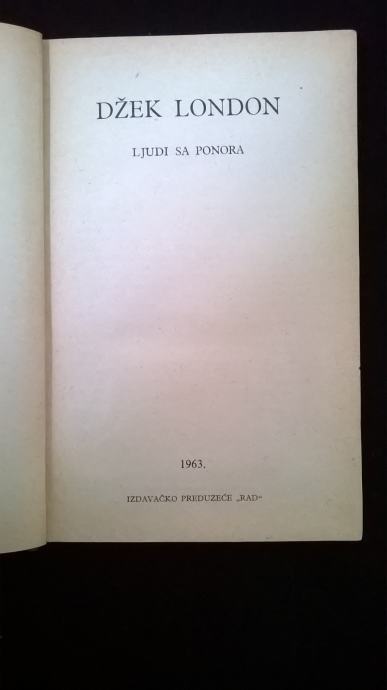 DŽEK LONDON
LJUDI SA PONORA
1963.
IZDAVAČKO PREDUZEĆE „RAD“